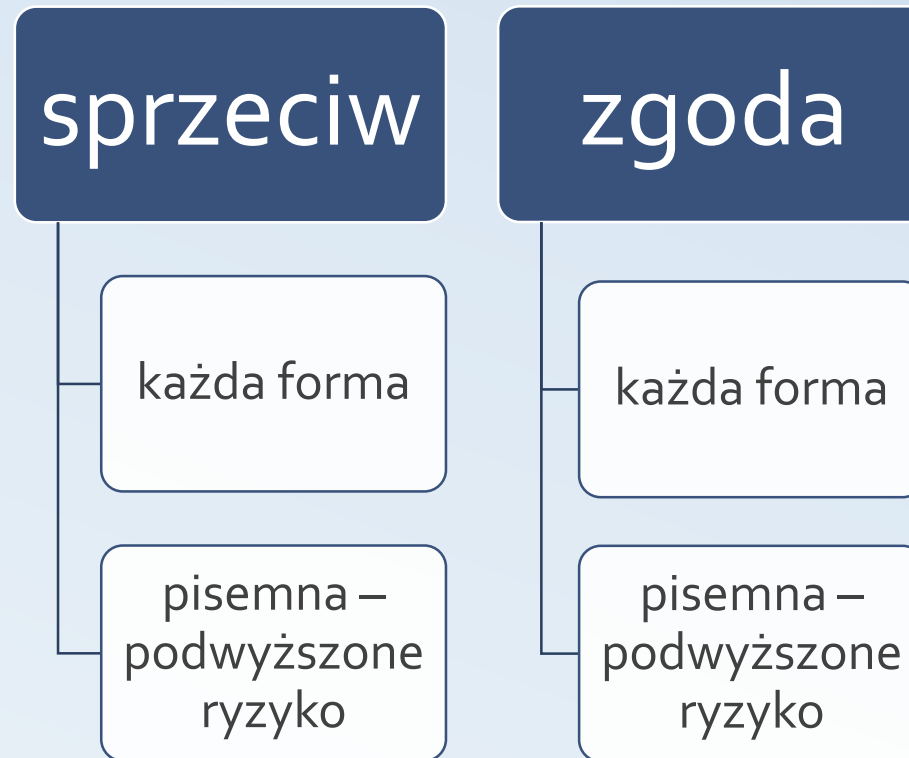 sprzeciw
każda forma
pisemna –
podwyższone
ryzyko
zgoda
każda forma
pisemna –
podwyższone
ryzyko